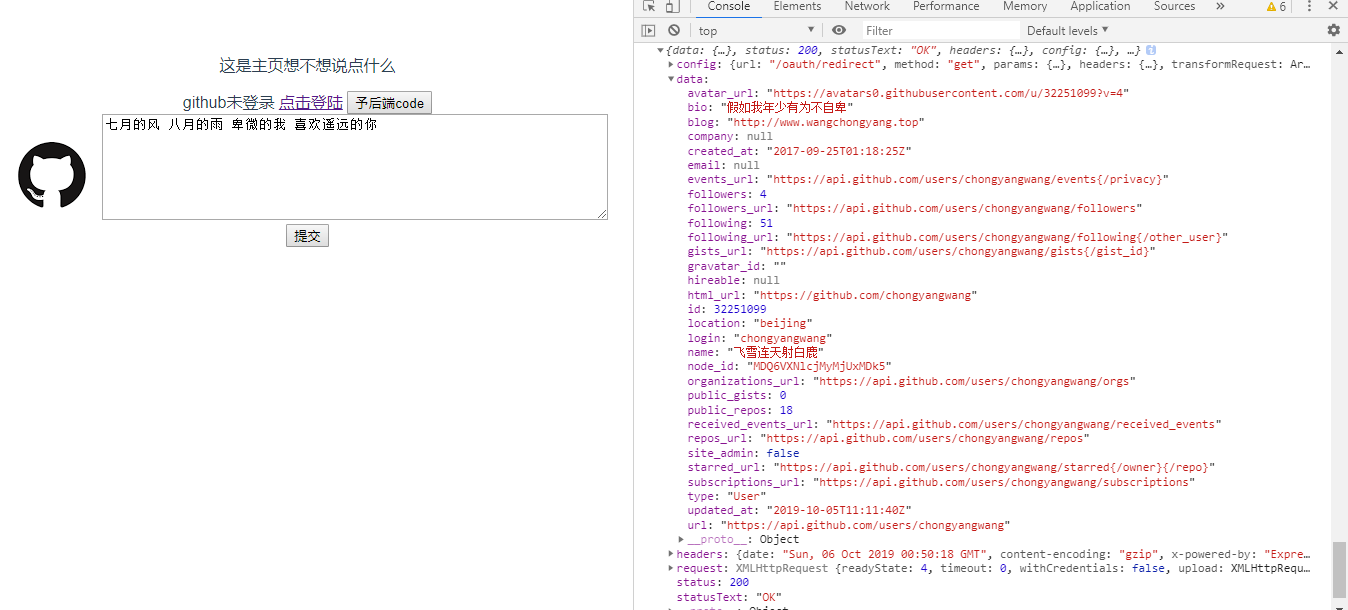 这是主页想不想说点什么
github未登录 点击登陆 予后端code
七月的风 八月的雨 卑微的我 喜欢遥远的你
提交
Console Elements Network Performance Memory Application Sources » 6
top Filter Default levels
{data: {…}, status: 200, statusText: "OK", headers: {…}, config: {…}, …}
config: {url: "/oauth/redirect", method: "get", params: {…}, headers: {…}, transformRequest: Ar…
data:
avatar_url: "https://avatars0.githubusercontent.com/u/32251099?v=4"
bio: "假如我年少有为不自卑"
blog: "http://www.wangchongyang.top"
company: null
created_at: "2017-09-25T01:18:25Z"
email: null
events_url: "https://api.github.com/users/chongyangwang/events{/privacy}"
followers: 4
followers_url: "https://api.github.com/users/chongyangwang/followers"
following: 51
following_url: "https://api.github.com/users/chongyangwang/following{/other_user}"
gists_url: "https://api.github.com/users/chongyangwang/gists{/gist_id}"
gravatar_id: ""
hireable: null
html_url: "https://github.com/chongyangwang"
id: 32251099
location: "beijing"
login: "chongyangwang"
name: "飞雪连天射白鹿"
node_id: "MDQ6VXNlcjMyMjUxMDk5"
organizations_url: "https://api.github.com/users/chongyangwang/orgs"
public_gists: 0
public_repos: 18
received_events_url: "https://api.github.com/users/chongyangwang/received_events"
repos_url: "https://api.github.com/users/chongyangwang/repos"
site_admin: false
starred_url: "https://api.github.com/users/chongyangwang/starred{/owner}{/repo}"
subscriptions_url: "https://api.github.com/users/chongyangwang/subscriptions"
type: "User"
updated_at: "2019-10-05T11:11:40Z"
url: "https://api.github.com/users/chongyangwang"
__proto__: Object
headers: {date: "Sun, 06 Oct 2019 00:50:18 GMT", content-encoding: "gzip", x-powered-by: "Expre…
request: XMLHttpRequest {readyState: 4, timeout: 0, withCredentials: false, upload: XMLHttpRequ…
status: 200
statusText: "OK"
__proto__: Object